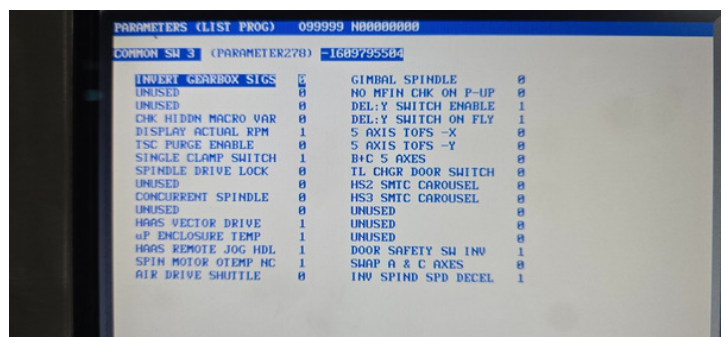 PARAMETERS (LIST PROG) O99999 N00000000
COMMON SW 3 (PARAMETER278) -1609795504
INVERT GEARBOX SIGS 0 GIMBAL SPINDLE 0
UNUSED 0 NO MFIN CHK ON P-UP 0
UNUSED 0 DEL:Y SWITCH ENABLE 1
CHK HIDDN MACRO VAR 0 DEL:Y SWITCH ON FLY 1
DISPLAY ACTUAL RPM 1 5 AXIS TOFS -X 0
TSC PURGE ENABLE 0 5 AXIS TOFS -Y 0
SINGLE CLAMP SWITCH 1 B+C 5 AXES 0
SPINDLE DRIVE LOCK 0 TL CHGR DOOR SWITCH 0
UNUSED 0 HS2 SMTC CAROUSEL 0
CONCURRENT SPINDLE 0 HS3 SMTC CAROUSEL 0
UNUSED 0 UNUSED 0
HAAS VECTOR DRIVE 1 UNUSED 0
uP ENCLOSURE TEMP 1 UNUSED 0
HAAS REMOTE JOG HDL 1 DOOR SAFETY SW INV 1
SPIN MOTOR OTEMP NC 1 SWAP A & C AXES 0
AIR DRIVE SHUTTLE 0 INV SPIND SPD DECEL 1